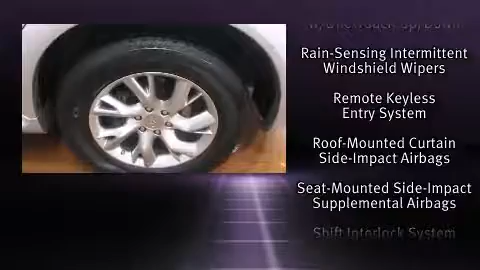 Rain-Sensing Intermittent
Windshield Wipers
Remote Keyless
Entry System
Roof-Mounted Curtain
Side-Impact Airbags
Seat-Mounted Side-Impact
Supplemental Airbags
Shift Interlock System